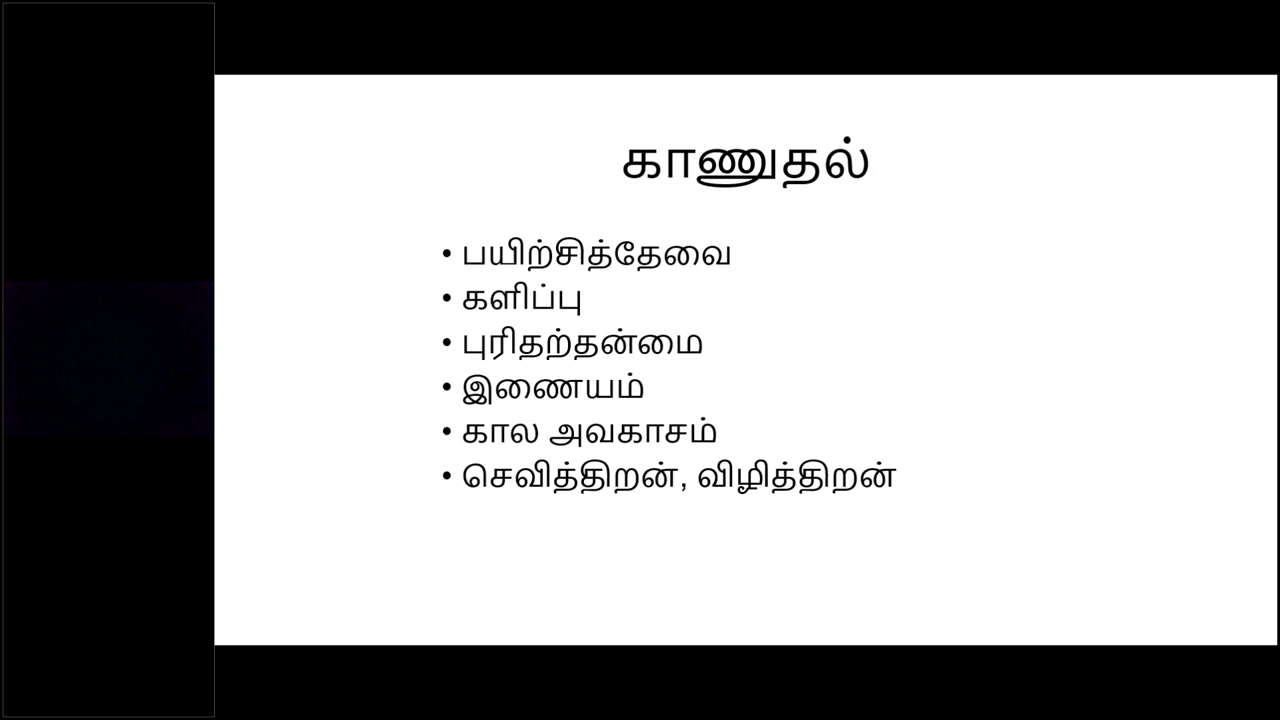 காணுதல்
• பயிற்சித்தேவை
• களிப்பு
• புரிதற்தன்மை
• இணையம்
• கால அவகாசம்
• செவித்திறன், விழித்திறன்